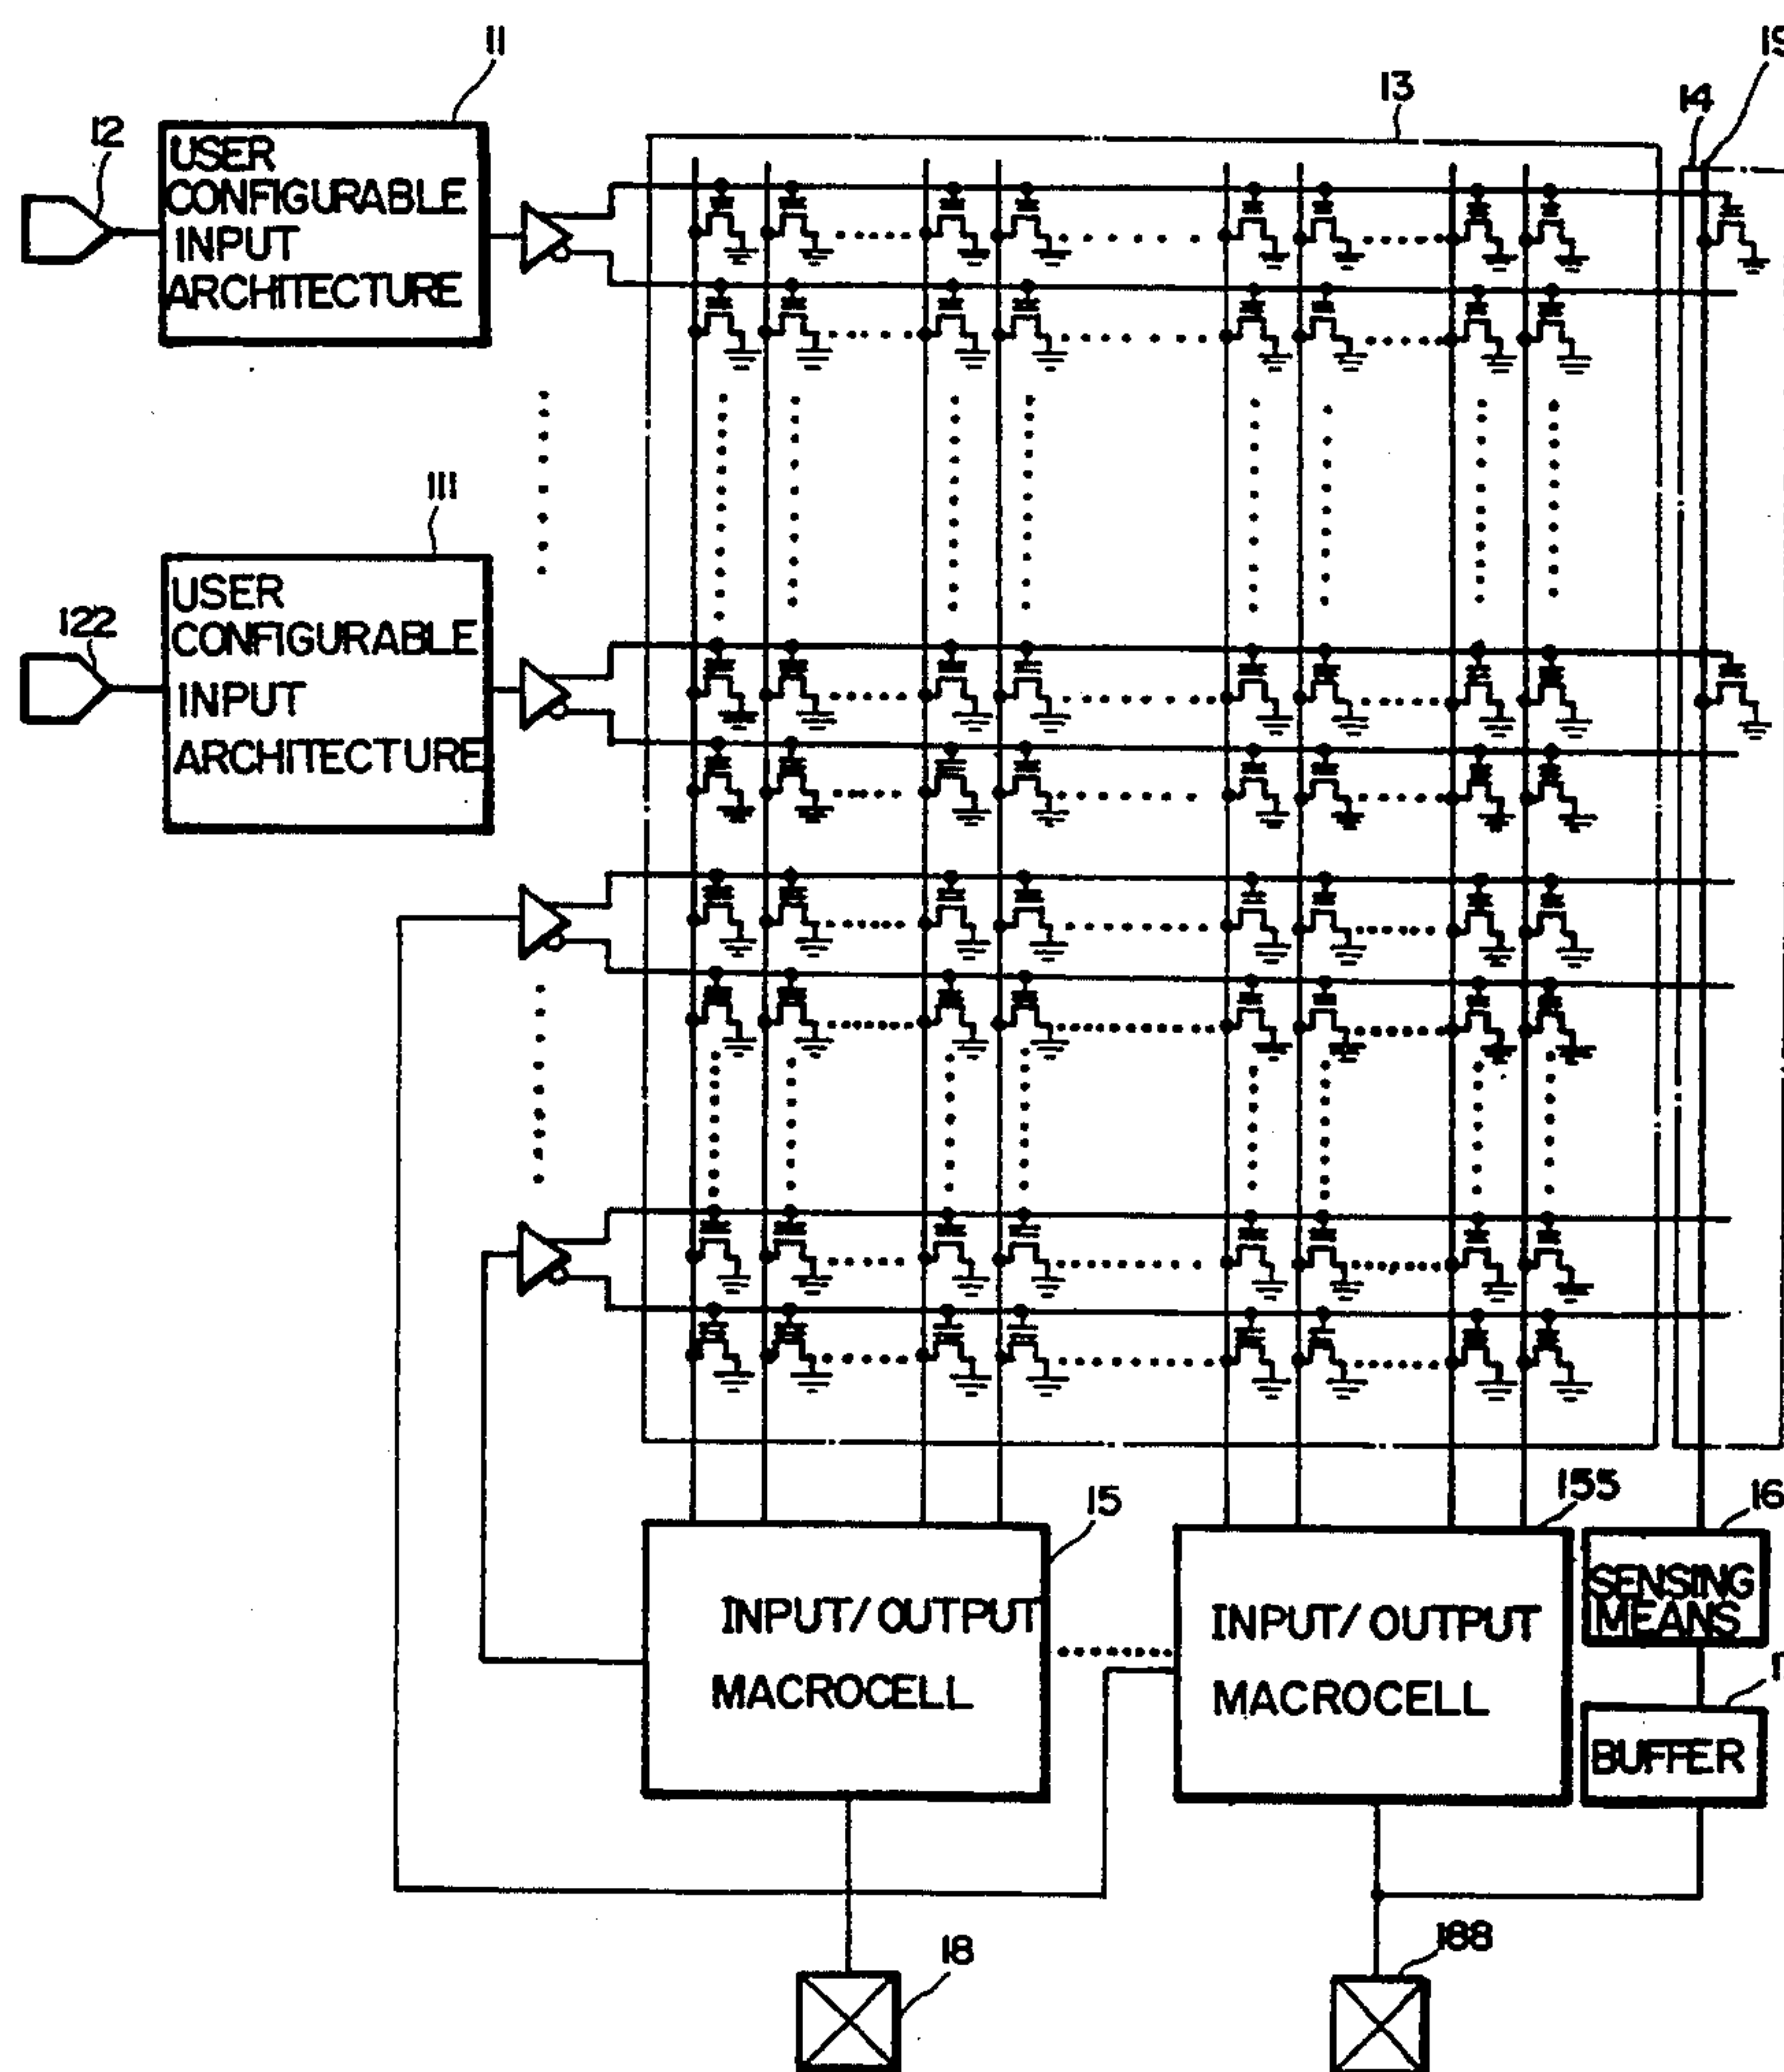 11
12
USER
CONFIGURABLE
INPUT
ARCHITECTURE
13
14
111
122
USER
CONFIGURABLE
INPUT
ARCHITECTURE
15
INPUT/OUTPUT
MACROCELL
155
INPUT/OUTPUT
MACROCELL
16
SENSING
MEANS
BUFFER
18
188